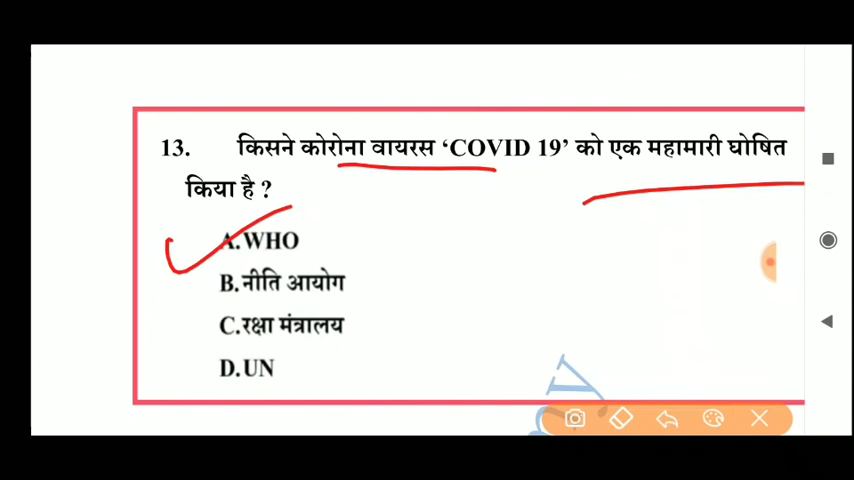 13. किसने कोरोना वायरस ‘COVID 19’ को एक महामारी घोषित
किया है ?
A.WHO
B.नीति आयोग
C.रक्षा मंत्रालय
D.UN